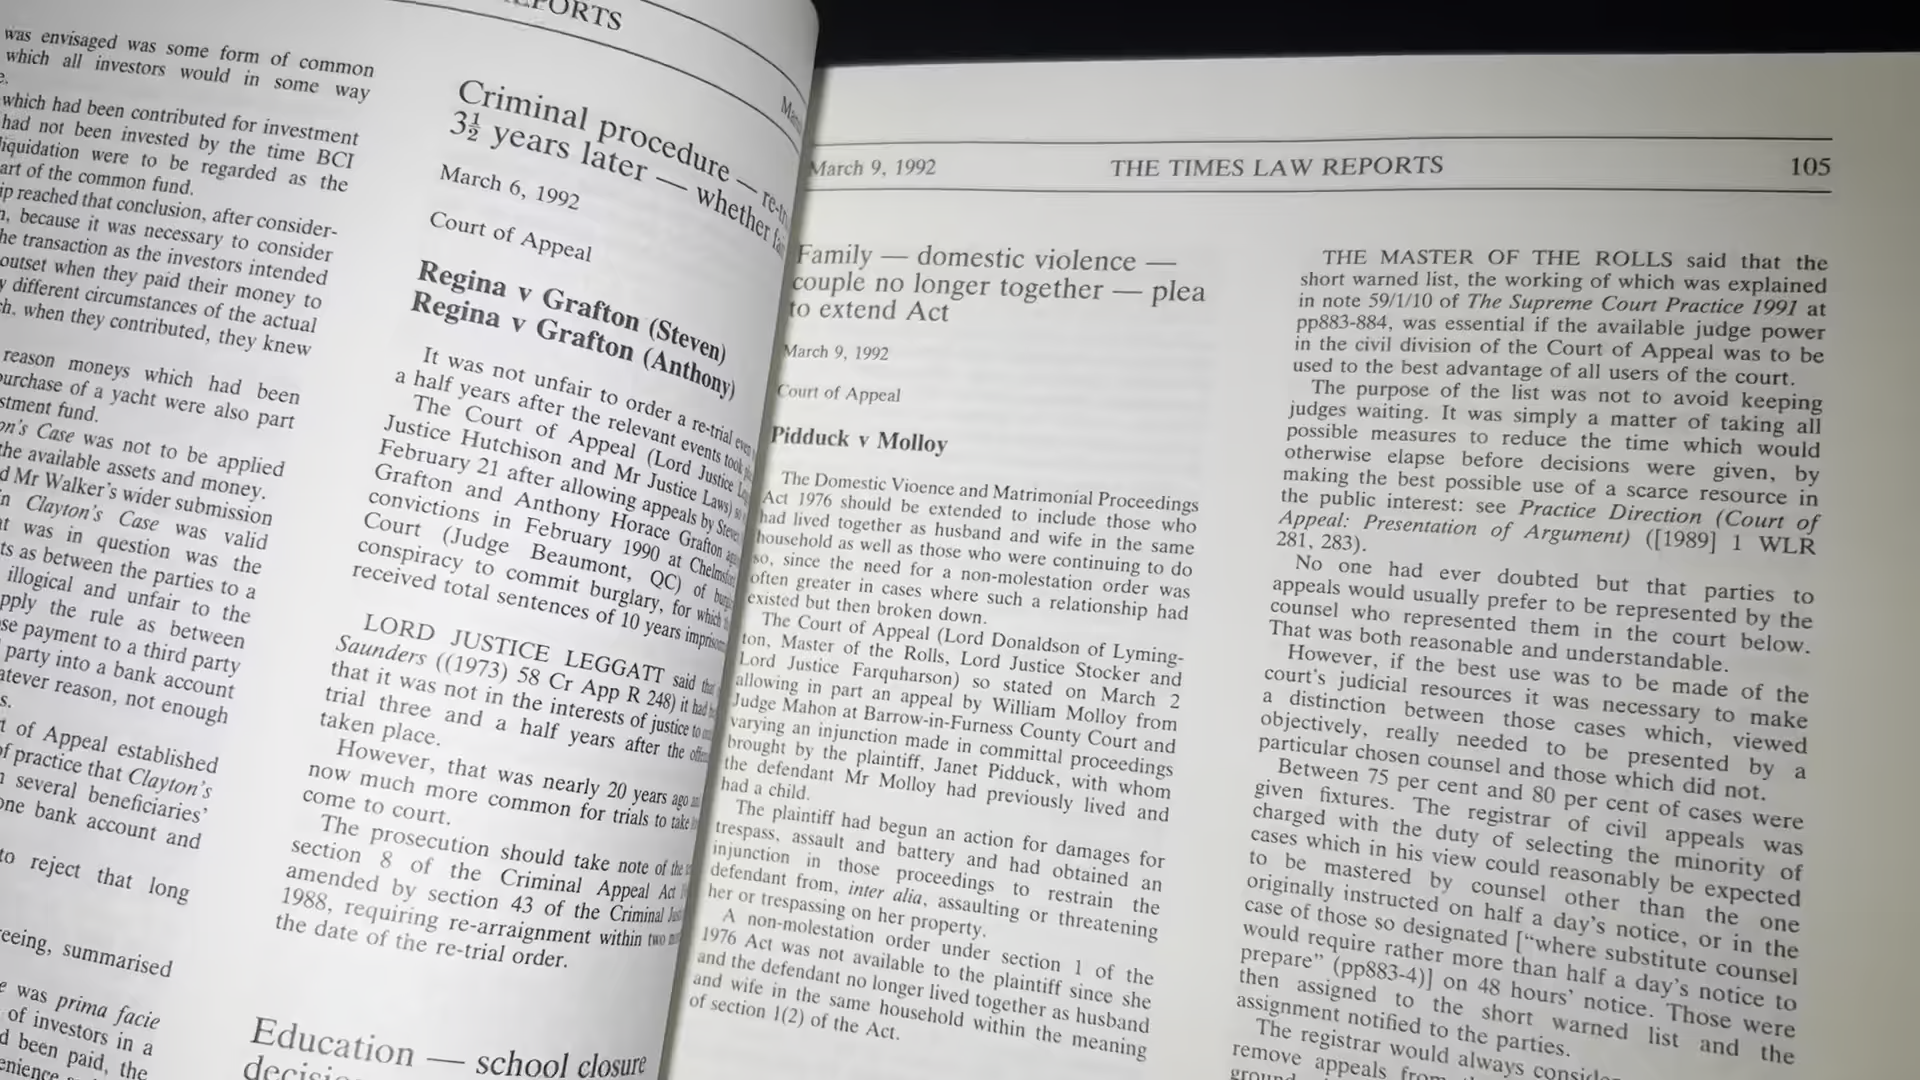 REPORTS
was envisaged was some form of common
which all investors would in some way
which had been contributed for investment
had not been invested by the time BCI
liquidation were to be regarded as the
art of the common fund.
ip reached that conclusion, after consider-
n, because it was necessary to consider
he transaction as the investors intended
outset when they paid their money to
y different circumstances of the actual
ch, when they contributed, they knew
reason moneys which had been
purchase of a yacht were also part
stment fund.
on's Case was not to be applied
the available assets and money.
d Mr Walker's wider submission
in Clayton's Case was valid
at was in question was the
ts as between the parties to a
illogical and unfair to the
pply the rule as between
se payment to a third party
party into a bank account
atever reason, not enough
s.
t of Appeal established
of practice that Clayton's
n several beneficiaries'
one bank account and
to reject that long
reeing, summarised
e was prima facie
of investors in a
d been paid, the
Criminal procedure — re-
3½ years later — whether
March 6, 1992
Court of Appeal
Regina v Grafton (Steven)
Regina v Grafton (Anthony)
It was not unfair to order a re-trial
a half years after the relevant events took
The Court of Appeal (Lord Justice
Justice Hutchison and Mr Justice Laws)
February 21 after allowing appeals by
Grafton and Anthony Horace Grafton
convictions in February 1990 at
Court (Judge Beaumont, QC) of
conspiracy to commit burglary, for which
received total sentences of 10 years
LORD JUSTICE LEGGATT said
Saunders ((1973) 58 Cr App R 248) it had
that it was not in the interests of justice to
trial three and a half years after the
taken place.
However, that was nearly 20 years ago
now much more common for trials to take
come to court.
The prosecution should take note of the
section 8 of the Criminal Appeal Act
amended by section 43 of the Criminal
1988, requiring re-arraignment within two
the date of the re-trial order.
Education — school closure
March 9, 1992 THE TIMES LAW REPORTS 105
Family — domestic violence —
couple no longer together — plea
to extend Act
March 9, 1992
Court of Appeal
Pidduck v Molloy
The Domestic Vioence and Matrimonial Proceedings
Act 1976 should be extended to include those who
had lived together as husband and wife in the same
household as well as those who were continuing to do
so, since the need for a non-molestation order was
often greater in cases where such a relationship had
existed but then broken down.
The Court of Appeal (Lord Donaldson of Lyming-
ton, Master of the Rolls, Lord Justice Stocker and
Lord Justice Farquharson) so stated on March 2
allowing in part an appeal by William Molloy from
Judge Mahon at Barrow-in-Furness County Court and
varying an injunction made in committal proceedings
brought by the plaintiff, Janet Pidduck, with whom
the defendant Mr Molloy had previously lived and
had a child.
The plaintiff had begun an action for damages for
trespass, assault and battery and had obtained an
injunction in those proceedings to restrain the
defendant from, inter alia, assaulting or threatening
her or trespassing on her property.
A non-molestation order under section 1 of the
1976 Act was not available to the plaintiff since she
and the defendant no longer lived together as husband
and wife in the same household within the meaning
of section 1(2) of the Act.
THE MASTER OF THE ROLLS said that the
short warned list, the working of which was explained
in note 59/1/10 of The Supreme Court Practice 1991 at
pp883-884, was essential if the available judge power
in the civil division of the Court of Appeal was to be
used to the best advantage of all users of the court.
The purpose of the list was not to avoid keeping
judges waiting. It was simply a matter of taking all
possible measures to reduce the time which would
otherwise elapse before decisions were given, by
making the best possible use of a scarce resource in
the public interest: see Practice Direction (Court of
Appeal: Presentation of Argument) ([1989] 1 WLR
281, 283).
No one had ever doubted but that parties to
appeals would usually prefer to be represented by the
counsel who represented them in the court below.
That was both reasonable and understandable.
However, if the best use was to be made of the
court's judicial resources it was necessary to make
a distinction between those cases which, viewed
objectively, really needed to be presented by a
particular chosen counsel and those which did not.
Between 75 per cent and 80 per cent of cases were
given fixtures. The registrar of civil appeals was
charged with the duty of selecting the minority of
cases which in his view could reasonably be expected
to be mastered by counsel other than the one
originally instructed on half a day's notice, or in the
case of those so designated ["where substitute counsel
would require rather more than half a day's notice to
prepare" (pp883-4)] on 48 hours' notice. Those were
then assigned to the short warned list and the
assignment notified to the parties.
The registrar would always
remove appeals from